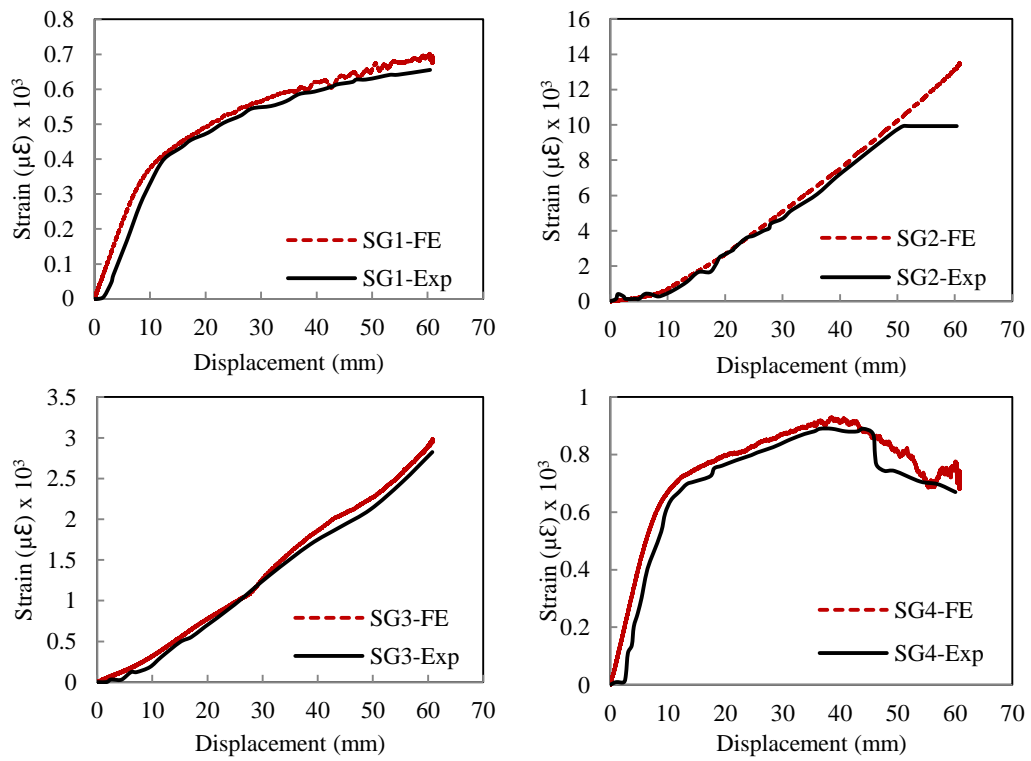 0.8
0.7
0.6
0.5
0.4
0.3
0.2
0.1
0
Strain (µƐ) x 10³
SG1-FE
SG1-Exp
0 10 20 30 40 50 60 70
Displacement (mm)
16
14
12
10
8
6
4
2
0
Strain (µƐ) x 10³
SG2-FE
SG2-Exp
0 10 20 30 40 50 60 70
Displacement (mm)
3.5
3
2.5
2
1.5
1
0.5
0
Strain (µƐ) x 10³
SG3-FE
SG3-Exp
0 10 20 30 40 50 60 70
Displacement (mm)
1
0.8
0.6
0.4
0.2
0
Strain (µƐ) x 10³
SG4-FE
SG4-Exp
0 10 20 30 40 50 60 70
Displacement (mm)